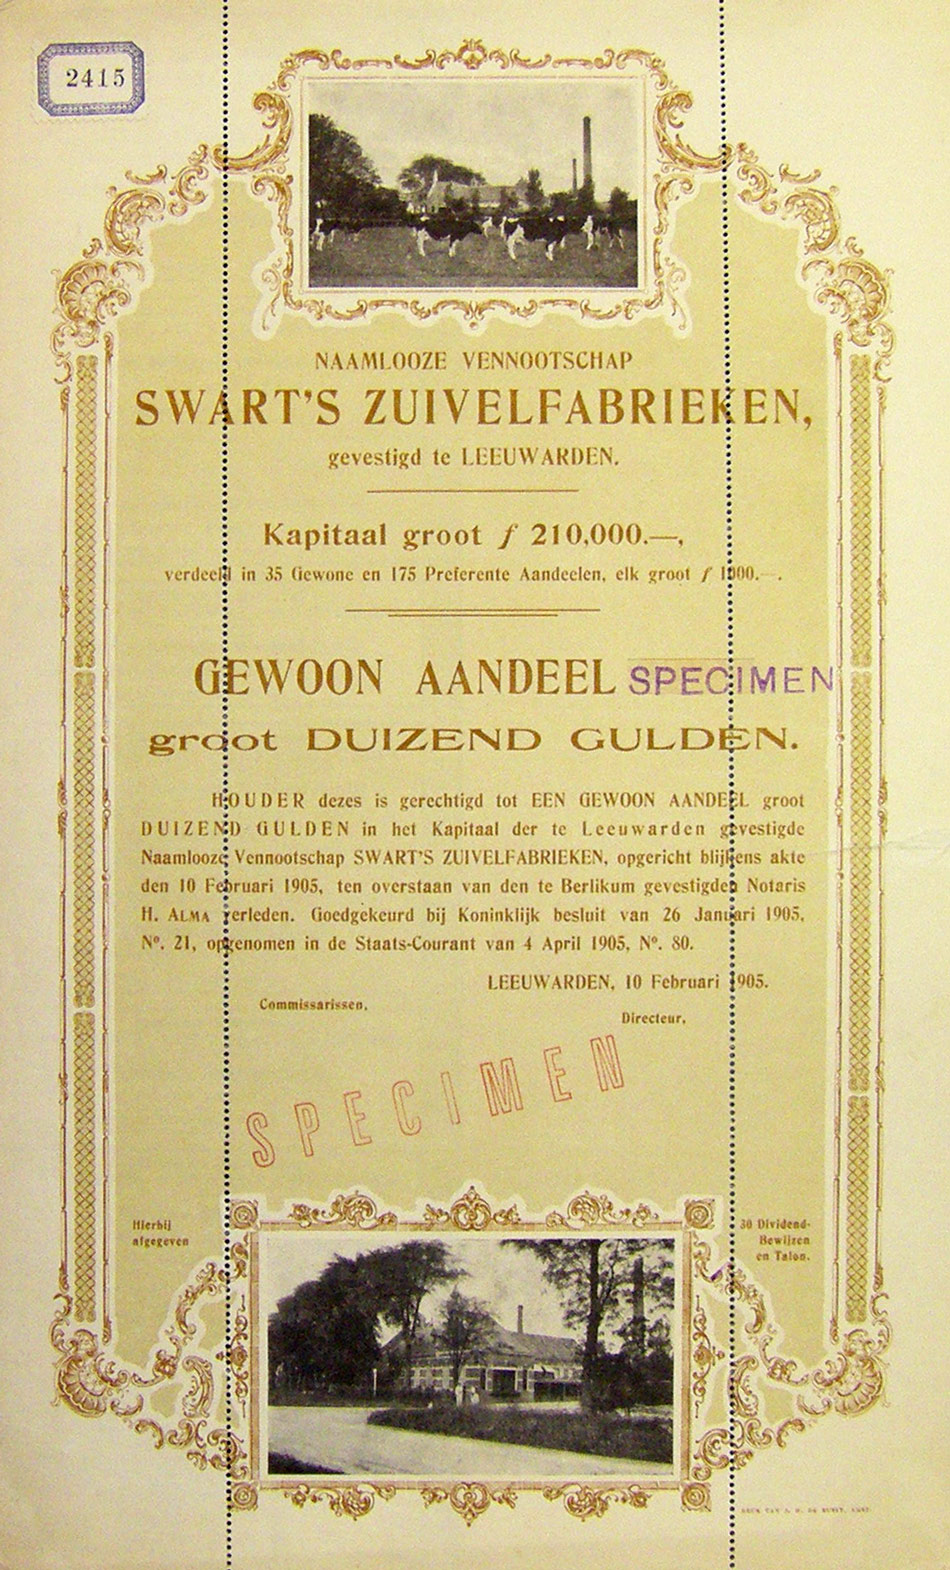 2415
NAAMLOOZE VENNOOTSCHAP
SWART'S ZUIVELFABRIEKEN,
gevestigd te LEEUWARDEN.
Kapitaal groot ƒ 210,000.—,
verdeeld in 35 Gewone en 175 Preferente Aandeelen, elk groot ƒ 1000.—.
GEWOON AANDEEL SPECIMEN
groot DUIZEND GULDEN.
HOUDER dezes is gerechtigd tot EEN GEWOON AANDEEL groot
DUIZEND GULDEN in het Kapitaal der te Leeuwarden gevestigde
Naamlooze Vennootschap SWART'S ZUIVELFABRIEKEN, opgericht blijkens akte
den 10 Februari 1905, ten overstaan van den te Berlikum gevestigden Notaris
H. ALMA verleden. Goedgekeurd bij Koninklijk besluit van 26 Januari 1905,
Nº. 21, opgenomen in de Staats-Courant van 4 April 1905, Nº. 80.
LEEUWARDEN, 10 Februari 1905.
Commissarissen,
Directeur,
SPECIMEN
Hierbij
afgegeven
30 Dividend-
Bewijzen
en Talon.
DRUK VAN